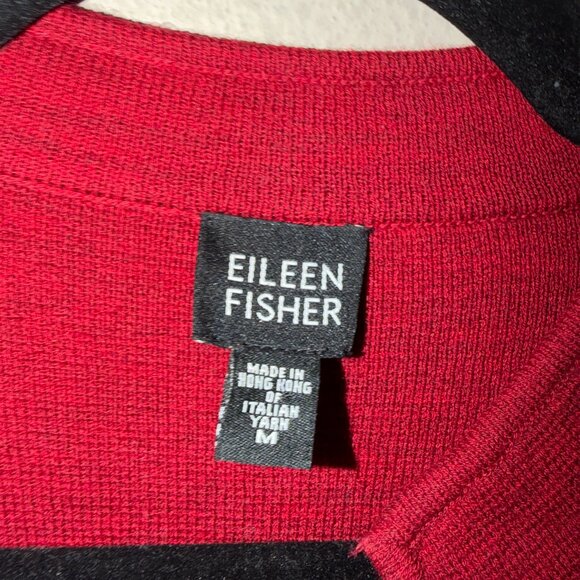 EILEEN
FISHER
MADE IN
HONG KONG
OF
ITALIAN
YARN
M